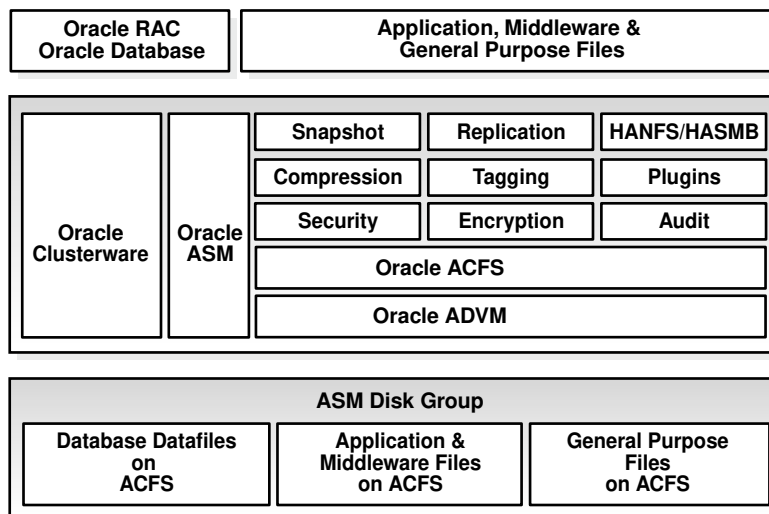 Oracle RAC
Oracle Database
Application, Middleware &
General Purpose Files
Oracle
Clusterware
Oracle
ASM
Snapshot
Replication
HANFS/HASMB
Compression
Tagging
Plugins
Security
Encryption
Audit
Oracle ACFS
Oracle ADVM
ASM Disk Group
Database Datafiles
on
ACFS
Application &
Middleware Files
on ACFS
General Purpose
Files
on ACFS